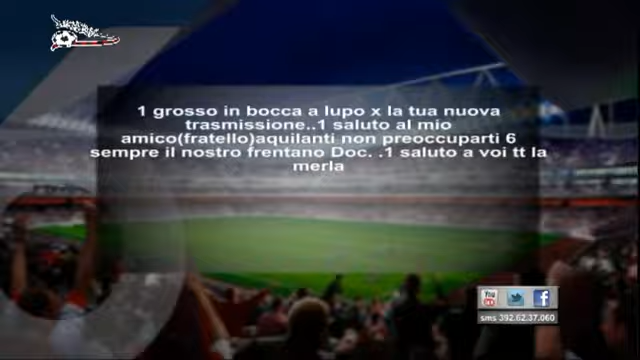 1 grosso in bocca a lupo x la tua nuova
trasmissione..1 saluto al mio
amico(fratello)aquilanti non preoccuparti 6
sempre il nostro frentano Doc. .1 saluto a voi tt la
merla
You
sms 392.62.37.060